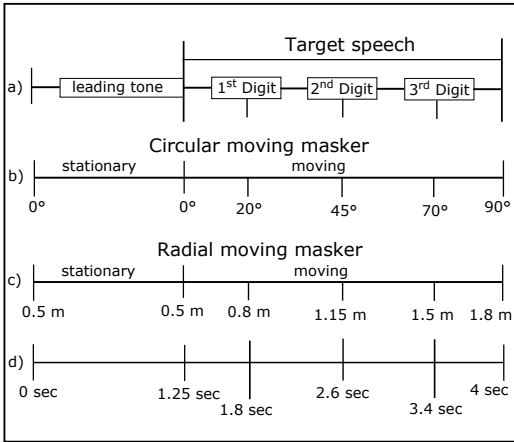 Target speech
a) leading tone 1st Digit 2nd Digit 3rd Digit
Circular moving masker
b) stationary moving
0° 0° 20° 45° 70° 90°
Radial moving masker
c) stationary moving
0.5 m 0.5 m 0.8 m 1.15 m 1.5 m 1.8 m
d)
0 sec 1.25 sec 2.6 sec 4 sec
1.8 sec 3.4 sec